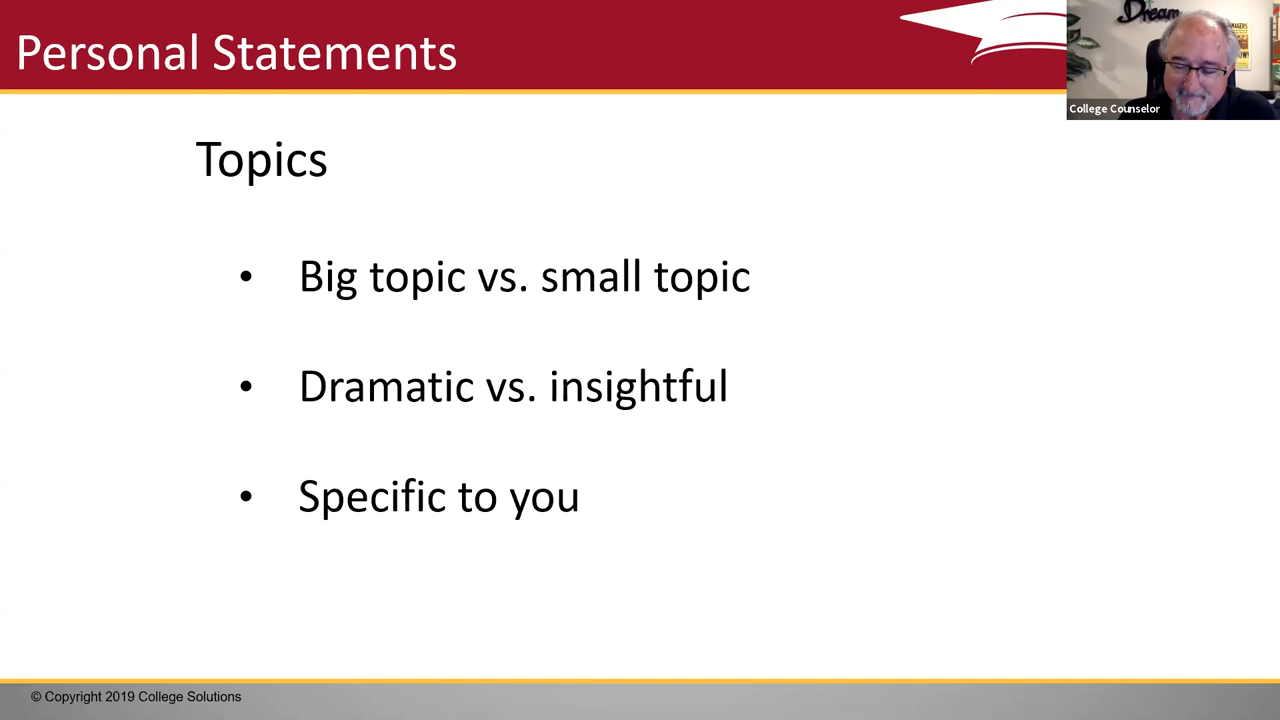 Personal Statements
Dream
College Counselor
Topics
• Big topic vs. small topic
• Dramatic vs. insightful
• Specific to you
© Copyright 2019 College Solutions